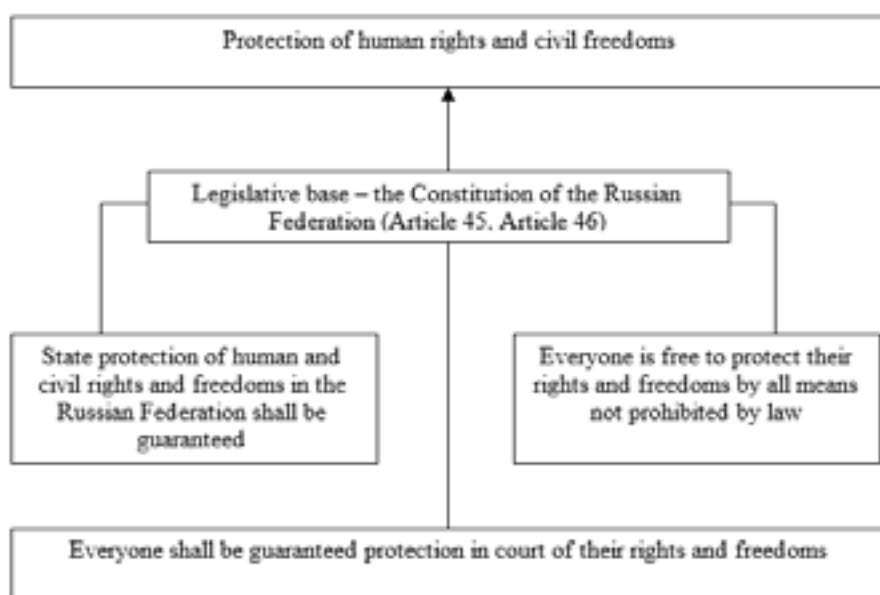 Protection of human rights and civil freedoms
Legislative base – the Constitution of the Russian
Federation (Article 45. Article 46)
State protection of human and
civil rights and freedoms in the
Russian Federation shall be
guaranteed
Everyone is free to protect their
rights and freedoms by all means
not prohibited by law
Everyone shall be guaranteed protection in court of their rights and freedoms